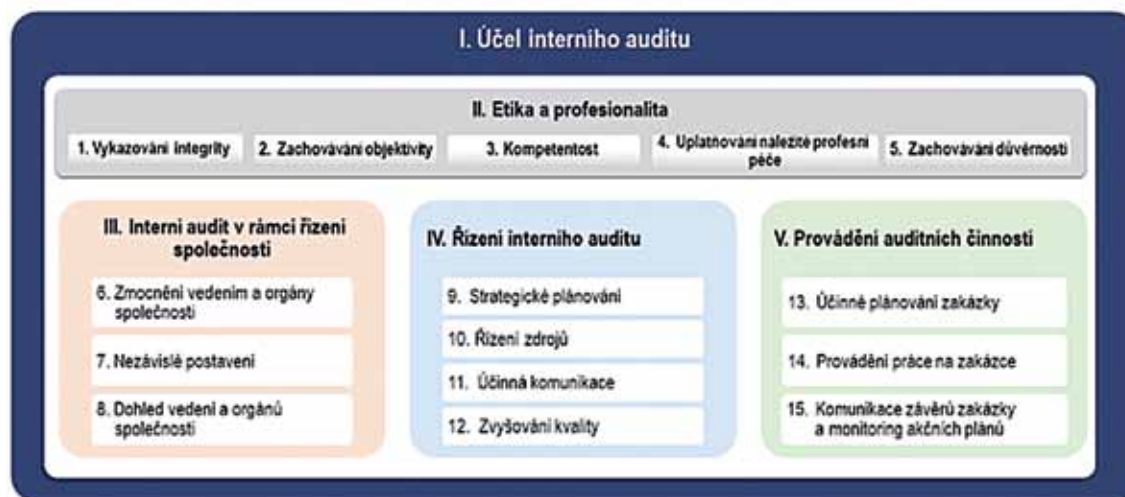 I. Účel interního auditu
II. Etika a profesionalita
1. Vykazování integrity
2. Zachovávání objektivity
3. Kompetentost
4. Uplatňování náležité profesní
péče
5. Zachovávání důvěrnosti
III. Interní audit v rámci řízení
společnosti
6. Zmocnění vedením a orgány
společnosti
7. Nezávislé postavení
8. Dohled vedení a orgánů
společnosti
IV. Řízení interního auditu
9. Strategické plánování
10. Řízení zdrojů
11. Účinná komunikace
12. Zvyšování kvality
V. Provádění auditních činností
13. Účinné plánování zakázky
14. Provádění práce na zakázce
15. Komunikace závěrů zakázky
a monitoring akčních plánů